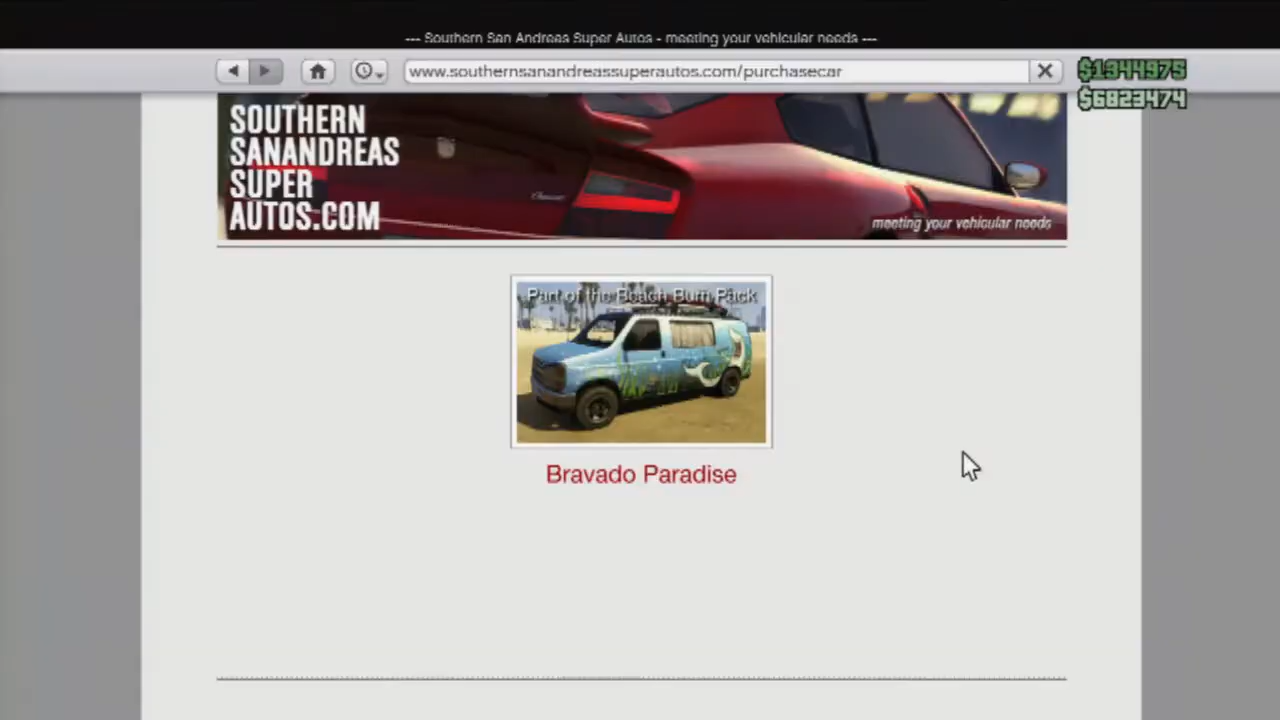 --- Southern San Andreas Super Autos - meeting your vehicular needs ---
www.southernsanandreassuperautos.com/purchasecar
$1344975
$6823474
SOUTHERN
SANANDREAS
SUPER
AUTOS.COM
meeting your vehicular needs
Part of the Beach Bum Pack
Bravado Paradise